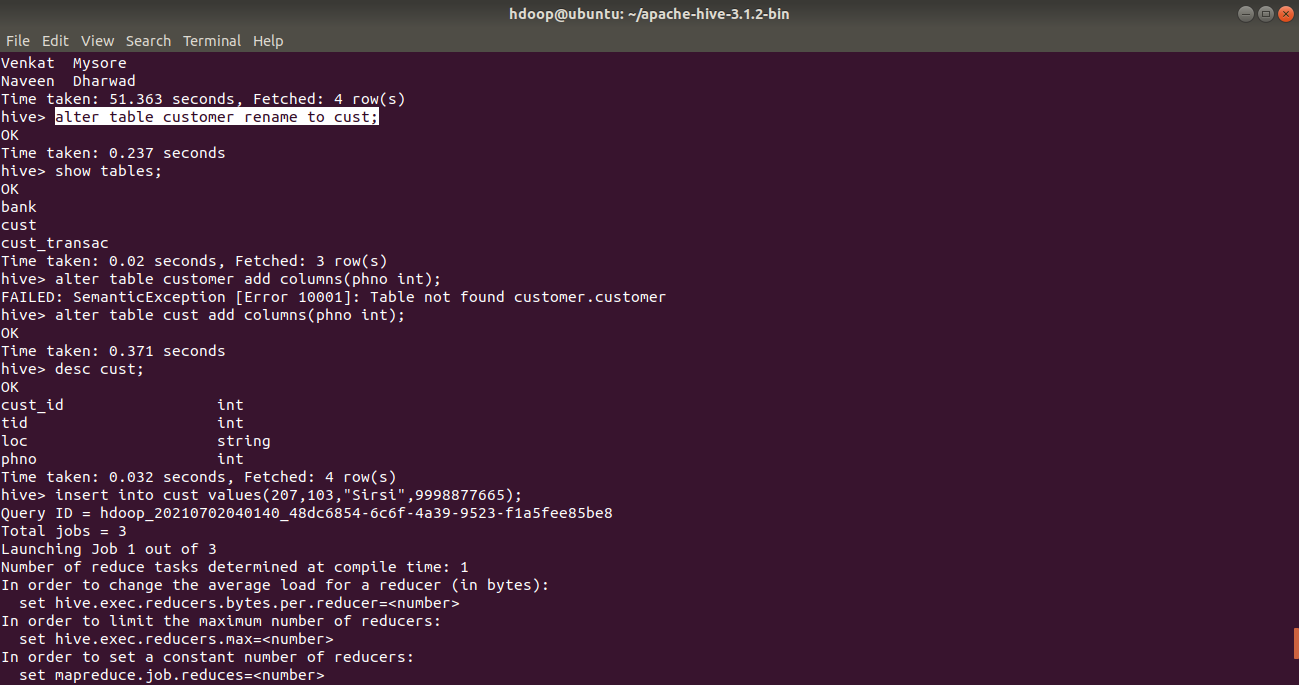 hdoop@ubuntu: ~/apache-hive-3.1.2-bin
File Edit View Search Terminal Help
Venkat  Mysore
Naveen  Dharwad
Time taken: 51.363 seconds, Fetched: 4 row(s)
hive> alter table customer rename to cust;
OK
Time taken: 0.237 seconds
hive> show tables;
OK
bank
cust
cust_transac
Time taken: 0.02 seconds, Fetched: 3 row(s)
hive> alter table customer add columns(phno int);
FAILED: SemanticException [Error 10001]: Table not found customer.customer
hive> alter table cust add columns(phno int);
OK
Time taken: 0.371 seconds
hive> desc cust;
OK
cust_id                 int
tid                     int
loc                     string
phno                    int
Time taken: 0.032 seconds, Fetched: 4 row(s)
hive> insert into cust values(207,103,"Sirsi",9998877665);
Query ID = hdoop_20210702040140_48dc6854-6c6f-4a39-9523-f1a5fee85be8
Total jobs = 3
Launching Job 1 out of 3
Number of reduce tasks determined at compile time: 1
In order to change the average load for a reducer (in bytes):
  set hive.exec.reducers.bytes.per.reducer=<number>
In order to limit the maximum number of reducers:
  set hive.exec.reducers.max=<number>
In order to set a constant number of reducers:
  set mapreduce.job.reduces=<number>